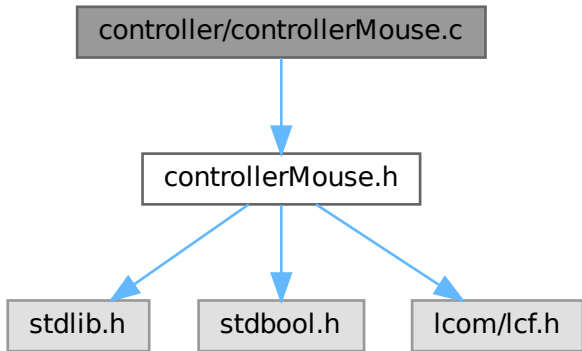 controller/controllerMouse.c
controllerMouse.h
stdlib.h
stdbool.h
lcom/lcf.h